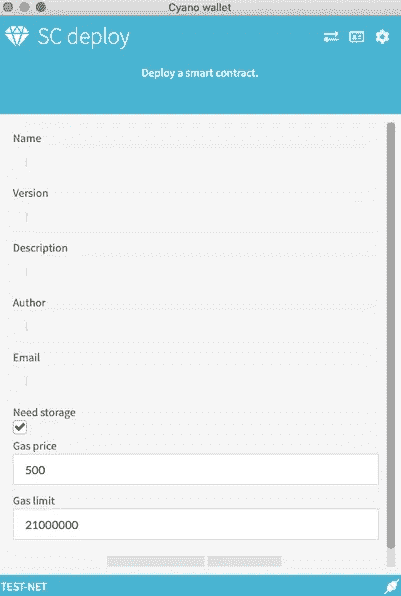 Cyano wallet
SC deploy
Deploy a smart contract.
Name
Version
Description
Author
Email
Need storage
Gas price
500
Gas limit
21000000
TEST-NET